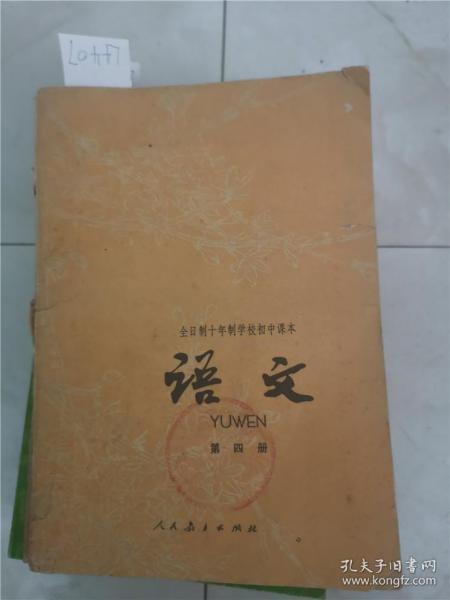 L4407
全日制十年制学校初中课本
语文
YUWEN
第四册
人民教育出版社
孔夫子旧书网
www.kongfz.com